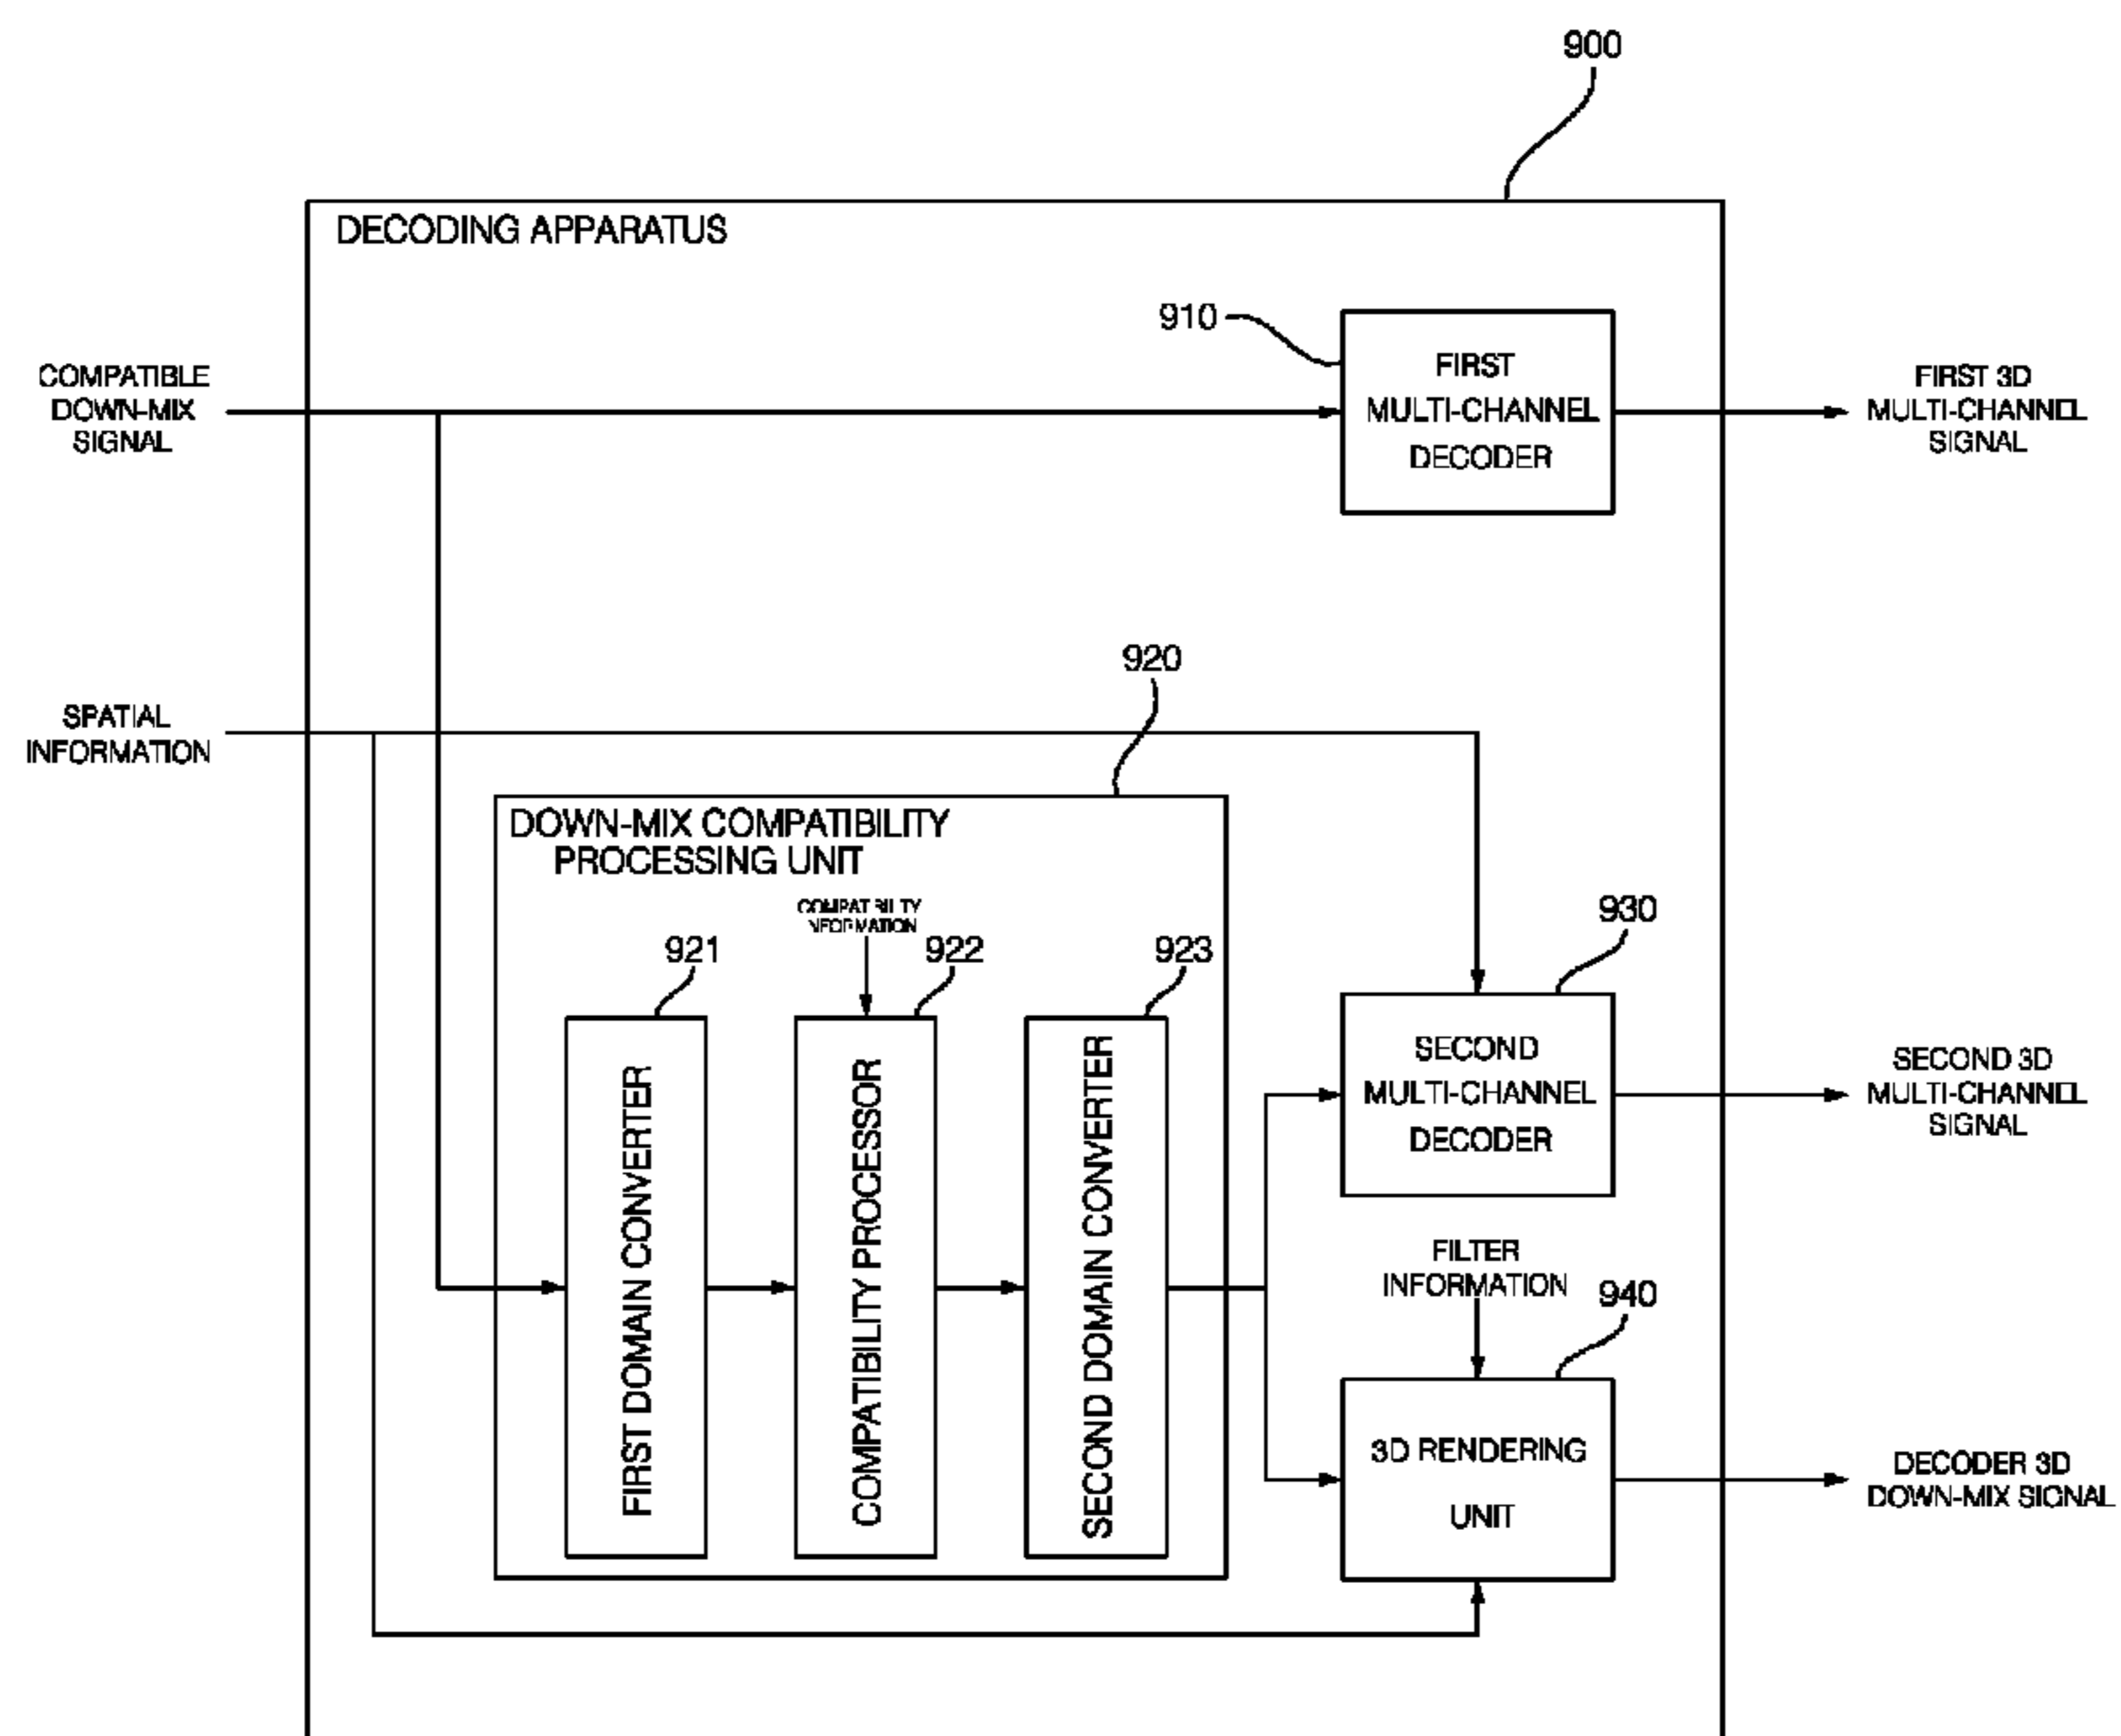 900
DECODING APPARATUS
910
FIRST
MULTI-CHANNEL
DECODER
COMPATIBLE
DOWN-MIX
SIGNAL
FIRST 3D
MULTI-CHANNEL
SIGNAL
920
SPATIAL
INFORMATION
DOWN-MIX COMPATIBILITY
PROCESSING UNIT
COMPATIBILITY
INFORMATION
921
922
923
930
FIRST DOMAIN CONVERTER
COMPATIBILITY PROCESSOR
SECOND DOMAIN CONVERTER
SECOND
MULTI-CHANNEL
DECODER
SECOND 3D
MULTI-CHANNEL
SIGNAL
FILTER
INFORMATION
940
3D RENDERING
UNIT
DECODER 3D
DOWN-MIX SIGNAL